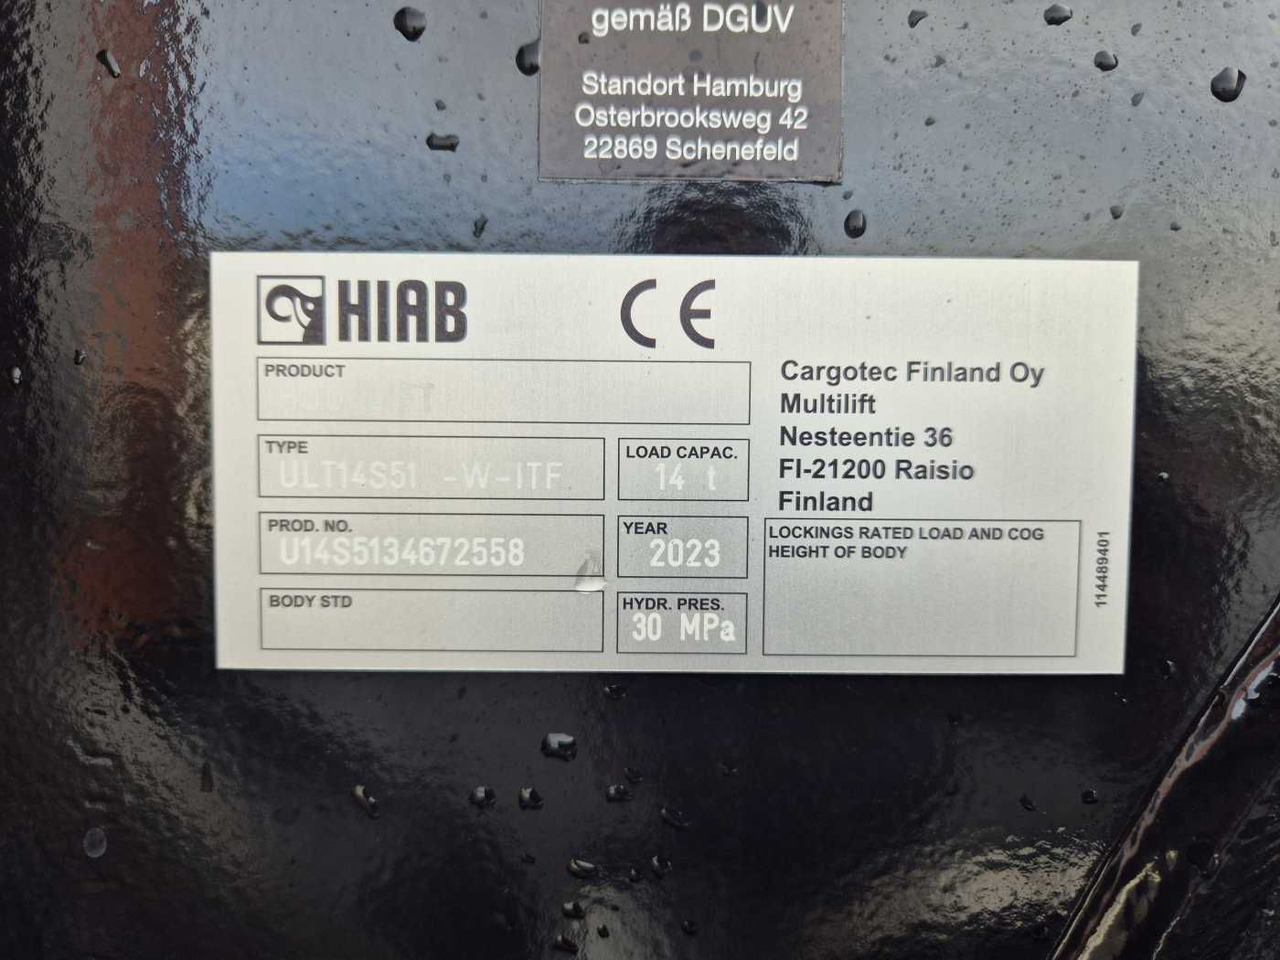 gemäß DGUV
Standort Hamburg
Osterbrooksweg 42
22869 Schenefeld
HIAB
CE
PRODUCT
TYPE
ULT14S51 -W-ITF
LOAD CAPAC.
14 t
PROD. NO.
U14S5134672558
YEAR
2023
BODY STD
HYDR. PRES.
30 MPa
Cargotec Finland Oy
Multilift
Nesteentie 36
FI-21200 Raisio
Finland
LOCKINGS RATED LOAD AND COG
HEIGHT OF BODY
114489401